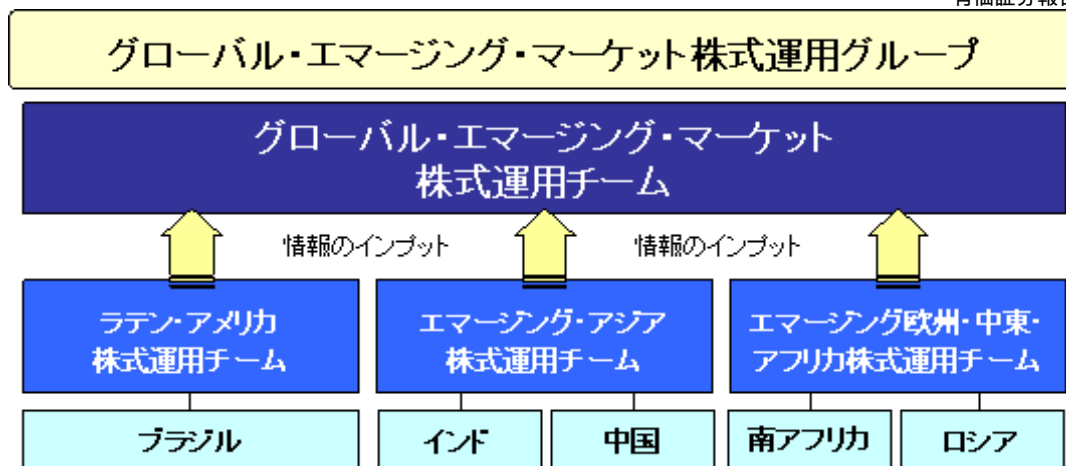 グローバル・エマージング・マーケット株式運用グループ
グローバル・エマージング・マーケット
株式運用チーム
情報のインプット 情報のインプット
ラテン・アメリカ
株式運用チーム
エマージング・アジア
株式運用チーム
エマージング欧州・中東・
アフリカ株式運用チーム
ブラジル インド 中国 南アフリカ ロシア